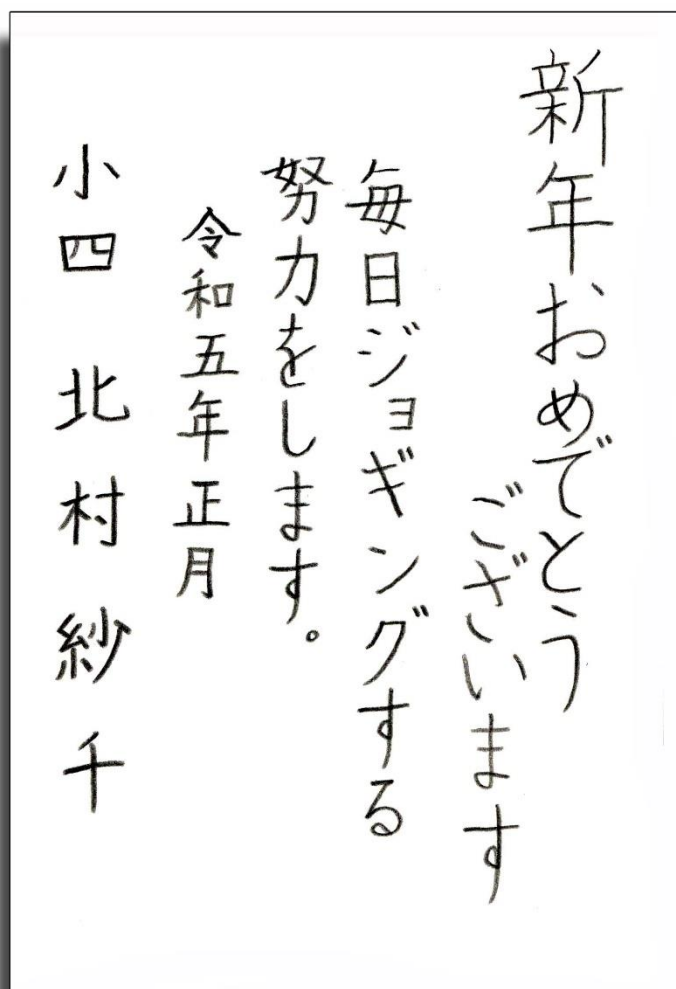 新年おめでとう
ございます
毎日ジョギングする
努力をします。
令和五年正月
小四 北村 紗千